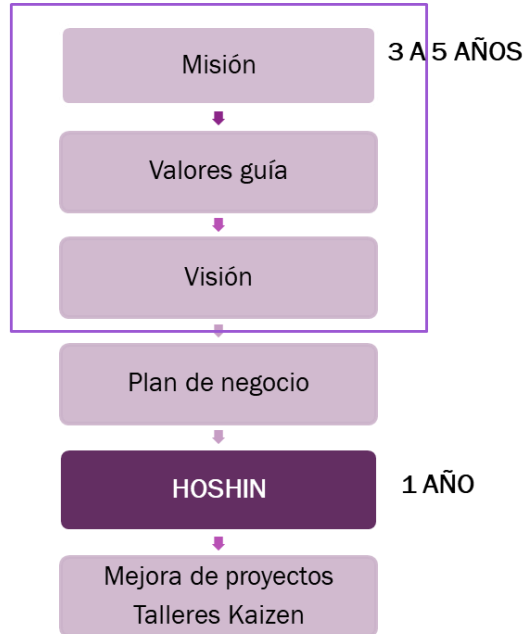 Misión
3 A 5 AÑOS
Valores guía
Visión
Plan de negocio
HOSHIN
1 AÑO
Mejora de proyectos
Talleres Kaizen